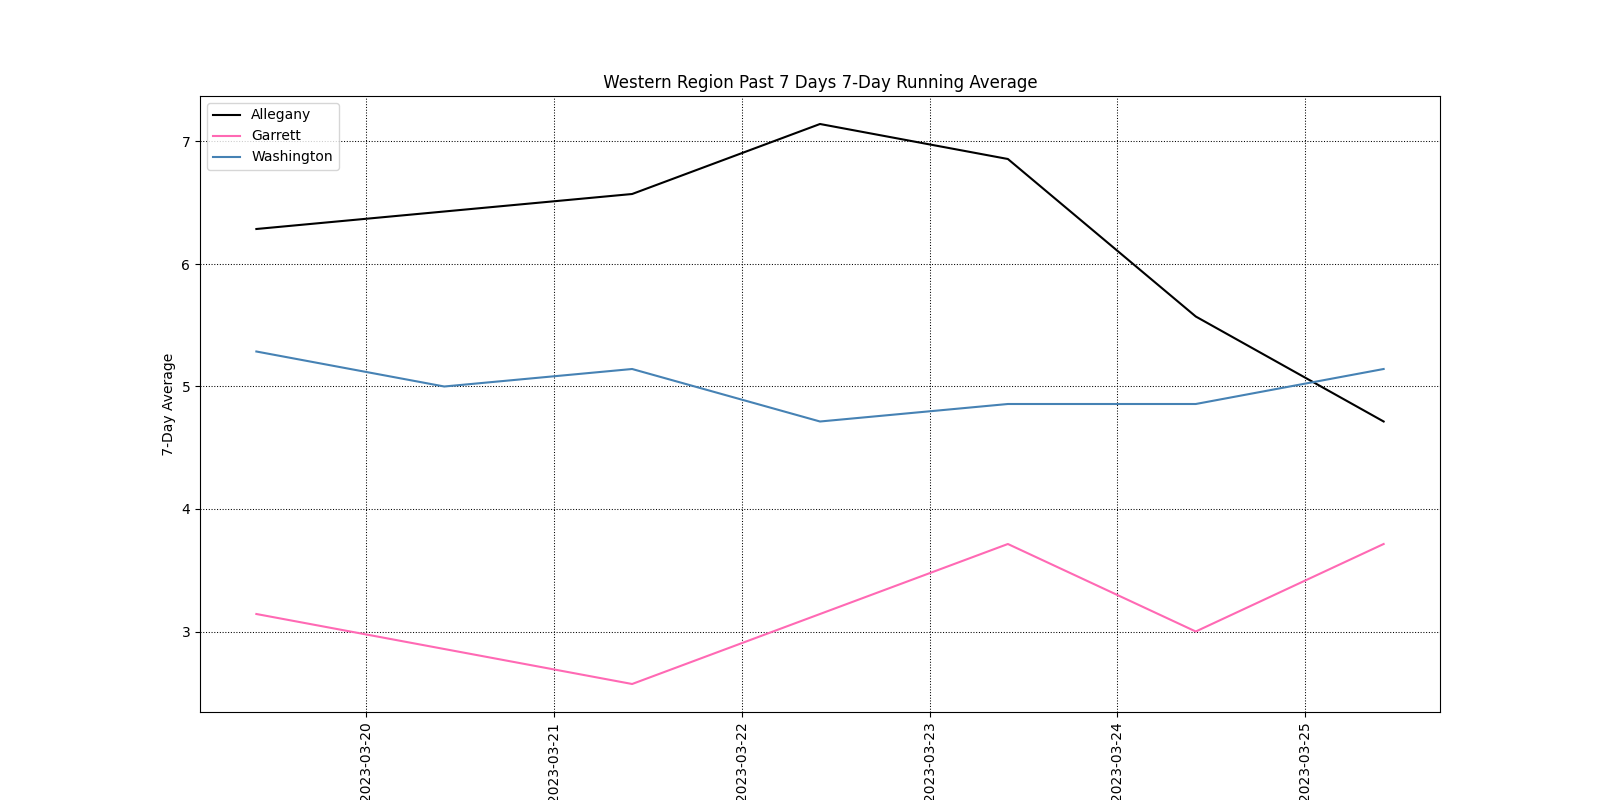 Western Region Past 7 Days 7-Day Running Average
Allegany
Garrett
Washington
7
6
5
4
3
7-Day Average
2023-03-20
2023-03-21
2023-03-22
2023-03-23
2023-03-24
2023-03-25